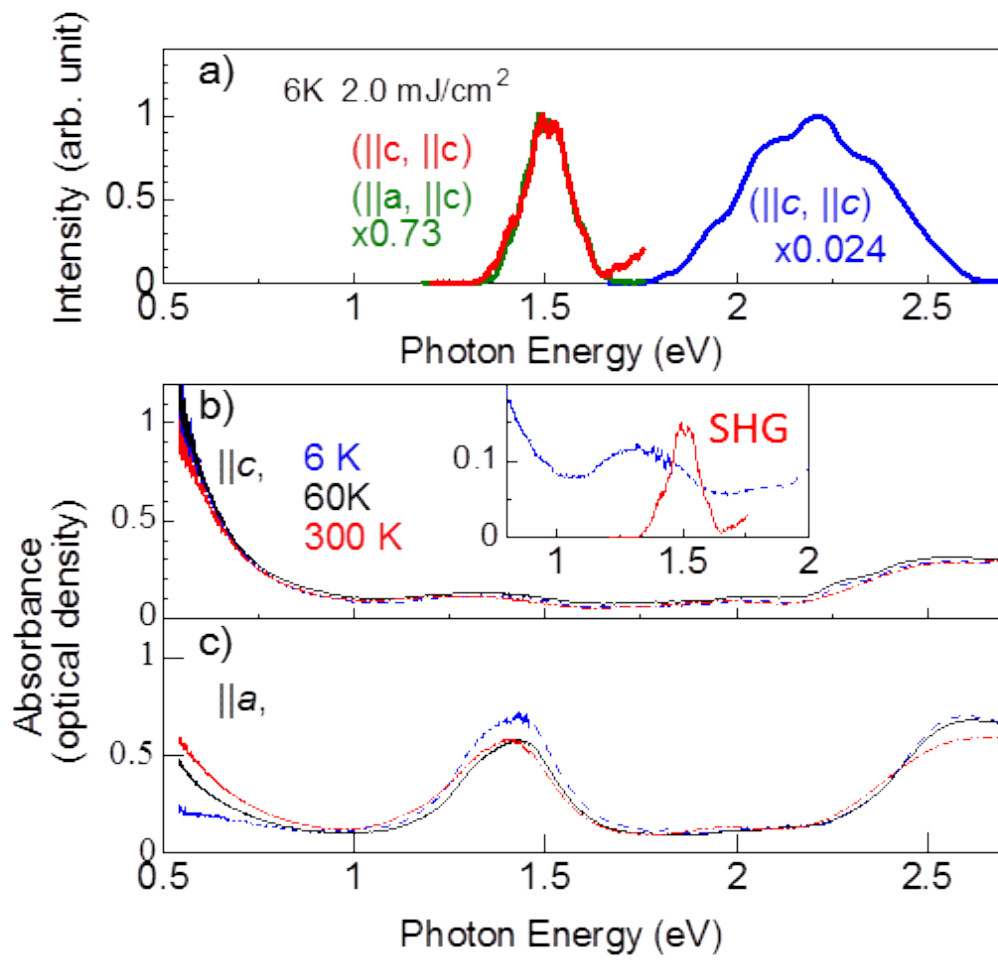 a)
6K 2.0 mJ/cm²
(||c, ||c)
(||a, ||c)
x0.73
(||c, ||c)
x0.024
Intensity (arb. unit)
1
0.5
0
0.5 1 1.5 2 2.5
Photon Energy (eV)
b)
||c,
6 K
60K
300 K
1
0.5
0
SHG
0.1
0
1 1.5 2
Absorbance
(optical density)
c)
||a,
1
0.5
0
0.5 1 1.5 2 2.5
Photon Energy (eV)